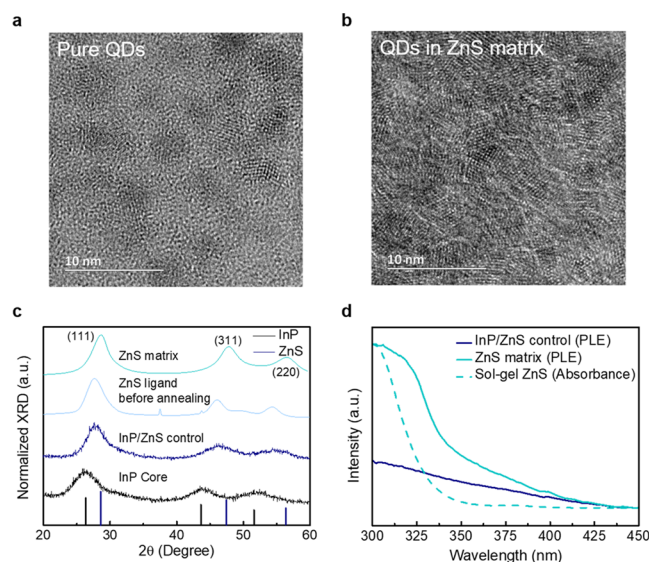 a
Pure QDs
10 nm
b
QDs in ZnS matrix
10 nm
c
Normalized XRD (a.u.)
(111)
(311)
(220)
InP
ZnS
ZnS matrix
ZnS ligand
before annealing
InP/ZnS control
InP Core
20 30 40 50 60
2θ (Degree)
d
Intensity (a.u.)
InP/ZnS control (PLE)
ZnS matrix (PLE)
Sol-gel ZnS (Absorbance)
300 325 350 375 400 425 450
Wavelength (nm)